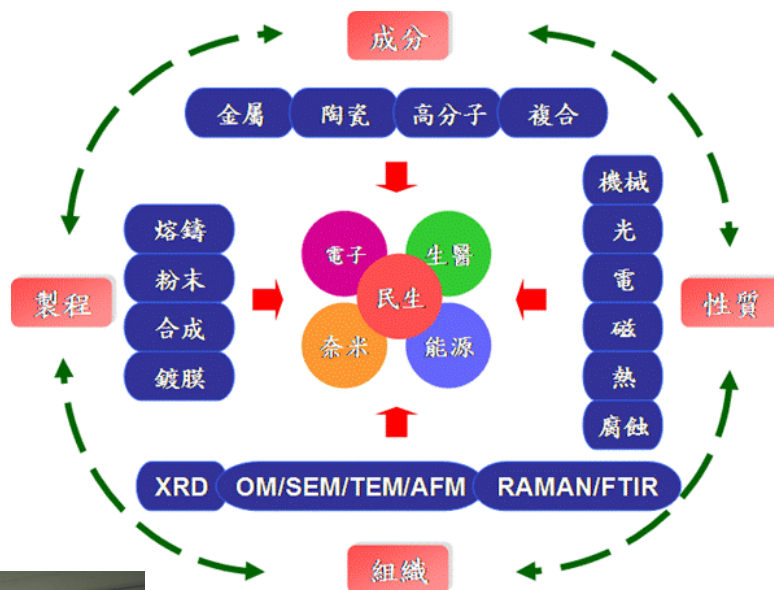 成分
金屬 陶瓷 高分子 複合
製程
熔鑄
粉末
合成
鍍膜
電子 生醫
民生
奈米 能源
機械
光
電
磁
熱
腐蝕
性質
XRD OM/SEM/TEM/AFM RAMAN/FTIR
組織